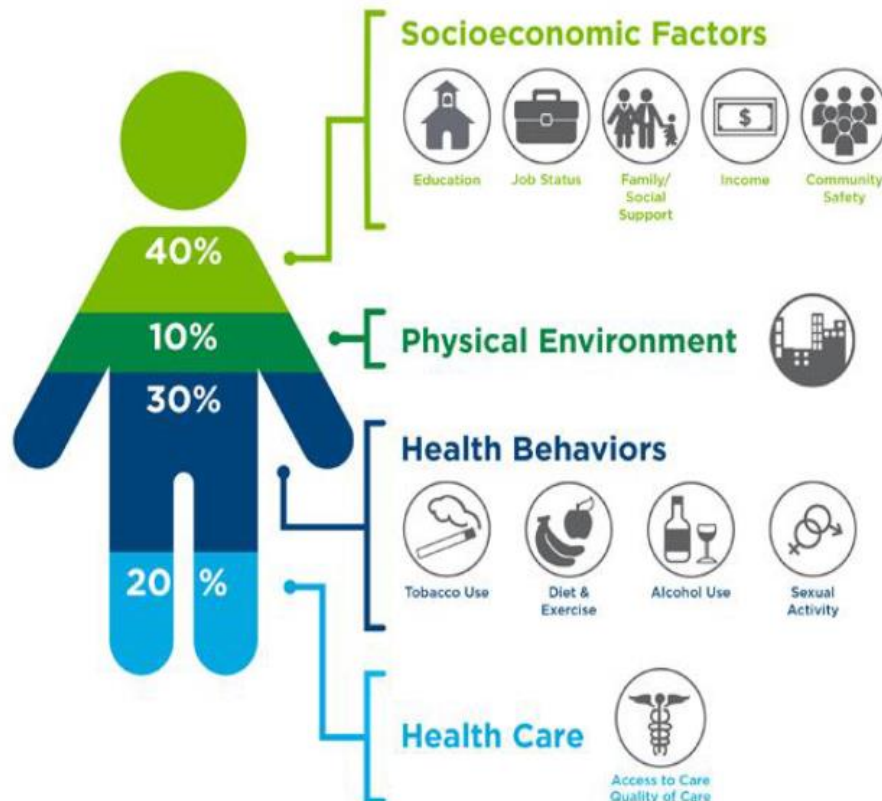 Socioeconomic Factors
$
Education
Job Status
Family/
Social
Support
Income
Community
Safety
40%
10%
Physical Environment
30%
Health Behaviors
Tobacco Use
Diet &
Exercise
Alcohol Use
Sexual
Activity
20 %
Health Care
Access to Care
Quality of Care